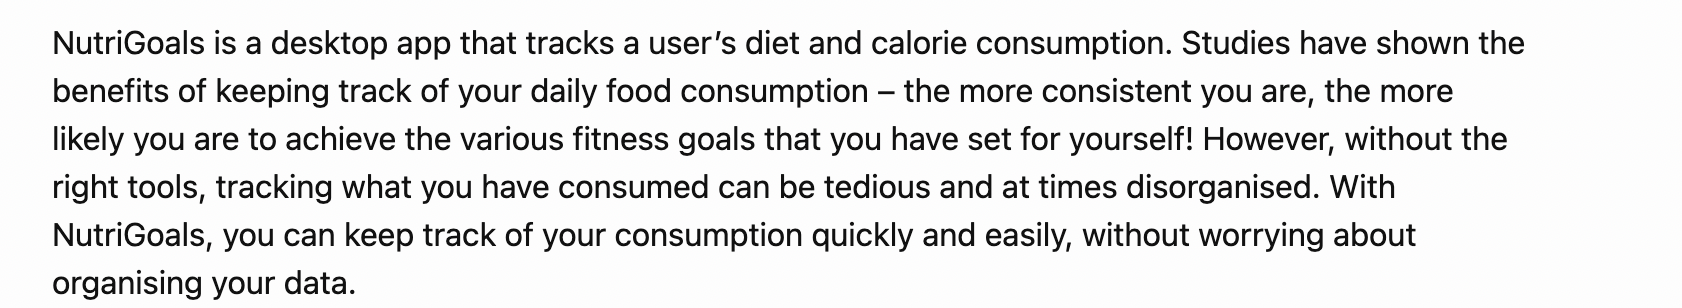 NutriGoals is a desktop app that tracks a user’s diet and calorie consumption. Studies have shown the
benefits of keeping track of your daily food consumption – the more consistent you are, the more
likely you are to achieve the various fitness goals that you have set for yourself! However, without the
right tools, tracking what you have consumed can be tedious and at times disorganised. With
NutriGoals, you can keep track of your consumption quickly and easily, without worrying about
organising your data.